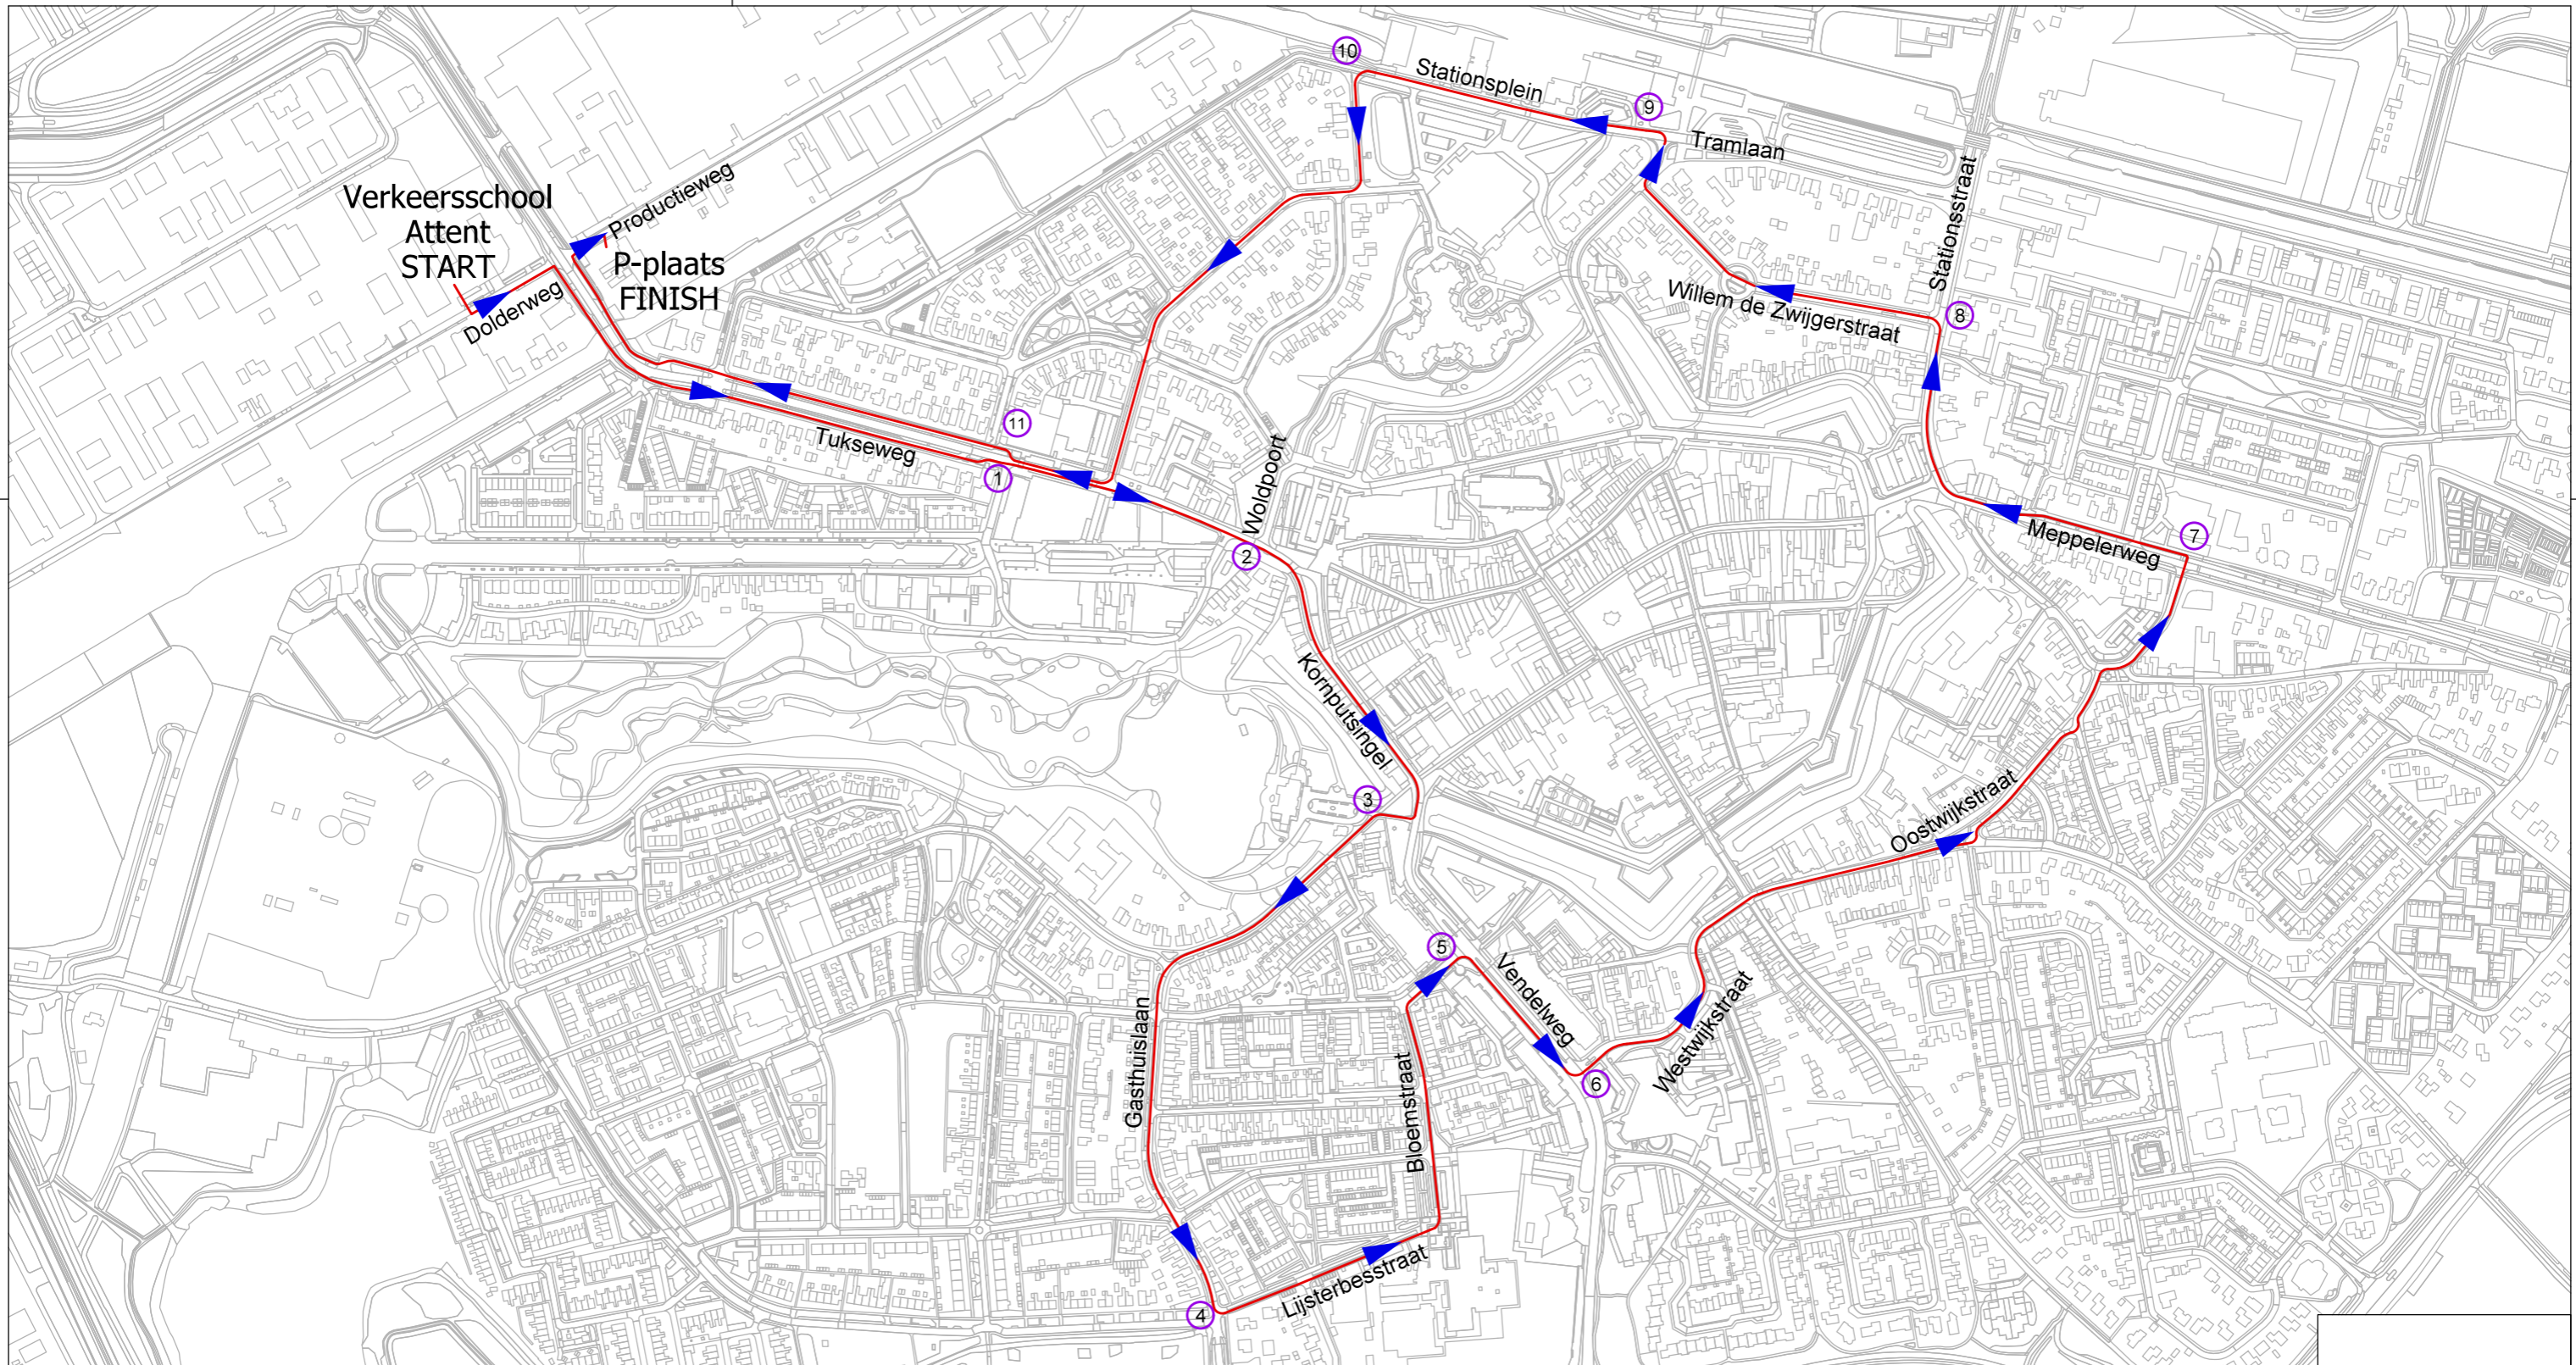 10
Stationsplein
9
Tramlaan
Stationsstraat
Productieweg
Verkeersschool
Attent
START
P-plaats
FINISH
Dolderweg
Willem de Zwijgerstraat
8
11
Tukseweg
1
Woldpoort
2
Meppelerweg
7
Kornputsingel
3
Oostwijkstraat
5
Vendelweg
6
Westwijkstraat
Gasthuislaan
Bloemstraat
Lijsterbesstraat
4